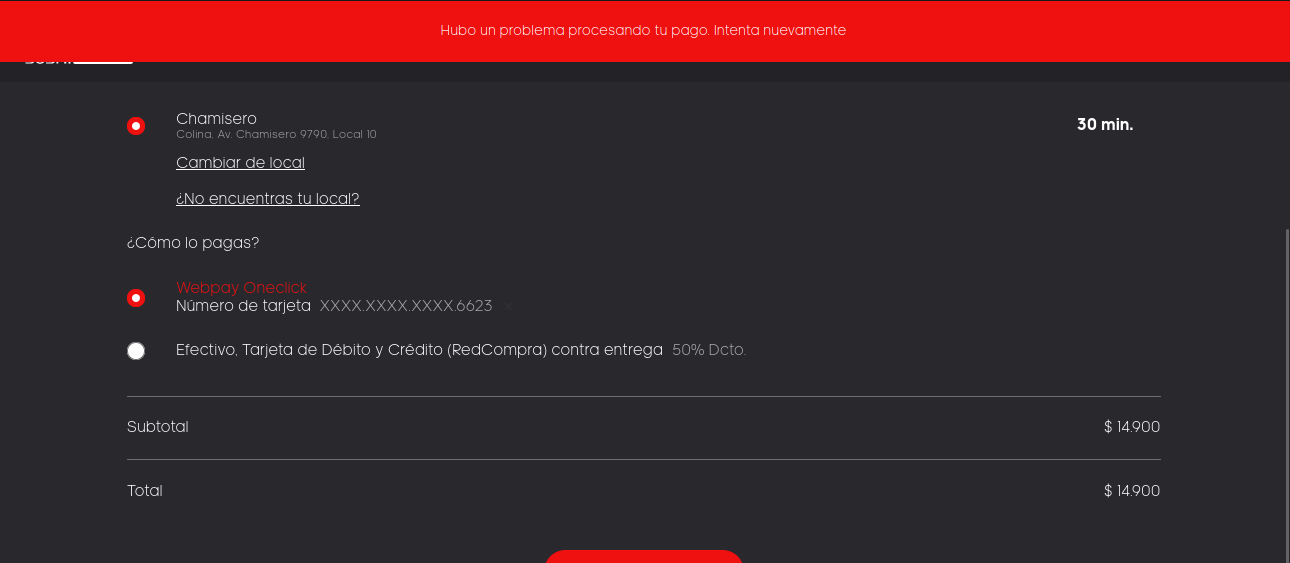 Hubo un problema procesando tu pago. Intenta nuevamente
Chamisero
30 min.
Colina, Av. Chamisero 9790, Local 10
Cambiar de local
¿No encuentras tu local?
¿Cómo lo pagas?
Webpay Oneclick
Número de tarjeta XXXX.XXXX.XXXX.6623
Efectivo, Tarjeta de Débito y Crédito (RedCompra) contra entrega 50% Dcto.
Subtotal $ 14.900
Total $ 14.900